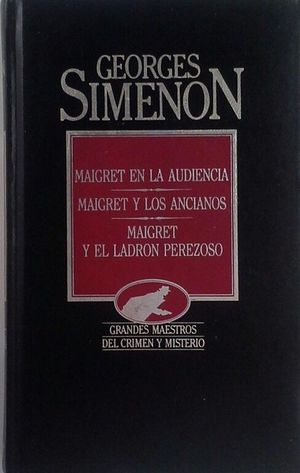 GEORGES
SIMENON
MAIGRET EN LA AUDIENCIA
MAIGRET Y LOS ANCIANOS
MAIGRET
Y EL LADRON PEREZOSO
GRANDES MAESTROS
DEL CRIMEN Y MISTERIO